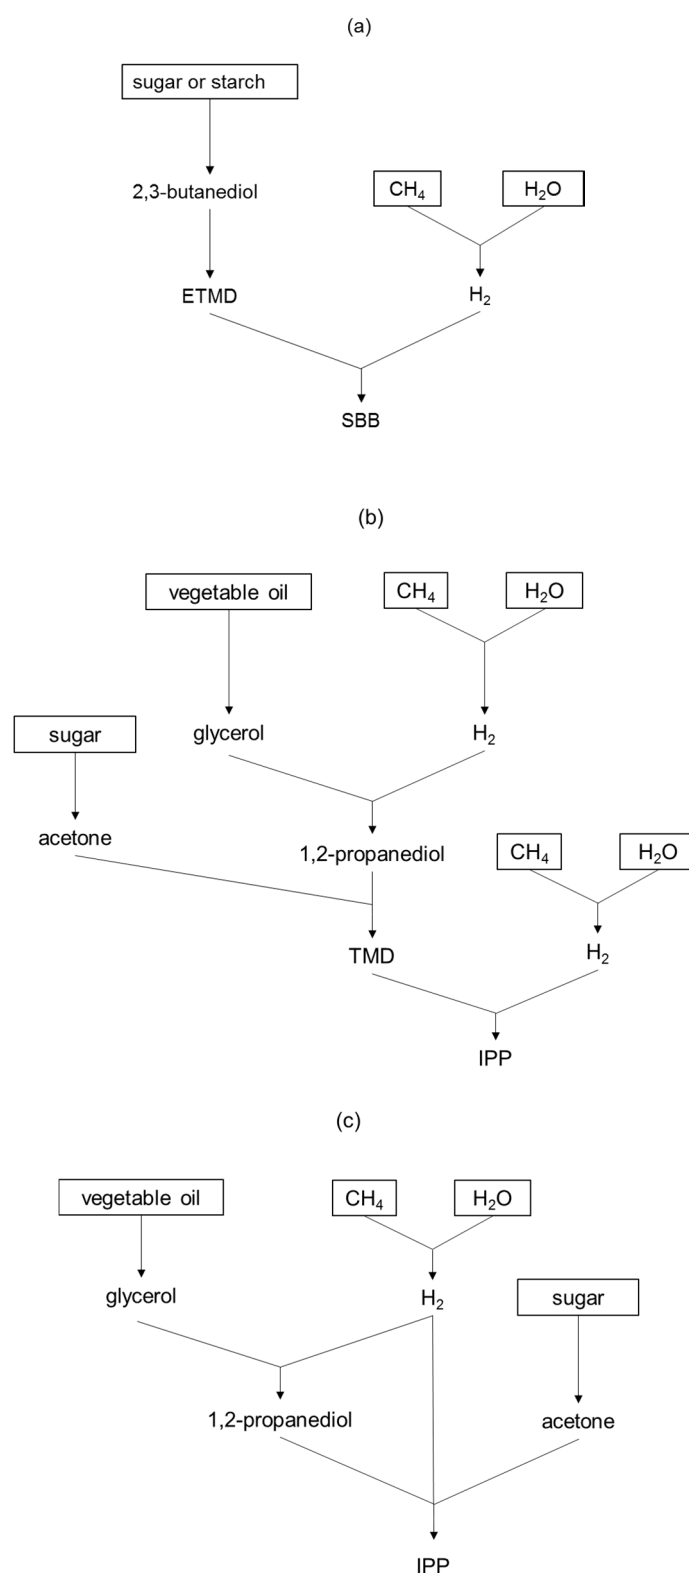 (a)
sugar or starch
2,3-butanediol
CH₄
H₂O
ETMD
H₂
SBB
(b)
vegetable oil
CH₄
H₂O
sugar
glycerol
H₂
acetone
1,2-propanediol
CH₄
H₂O
TMD
H₂
IPP
(c)
vegetable oil
CH₄
H₂O
glycerol
H₂
sugar
1,2-propanediol
acetone
IPP